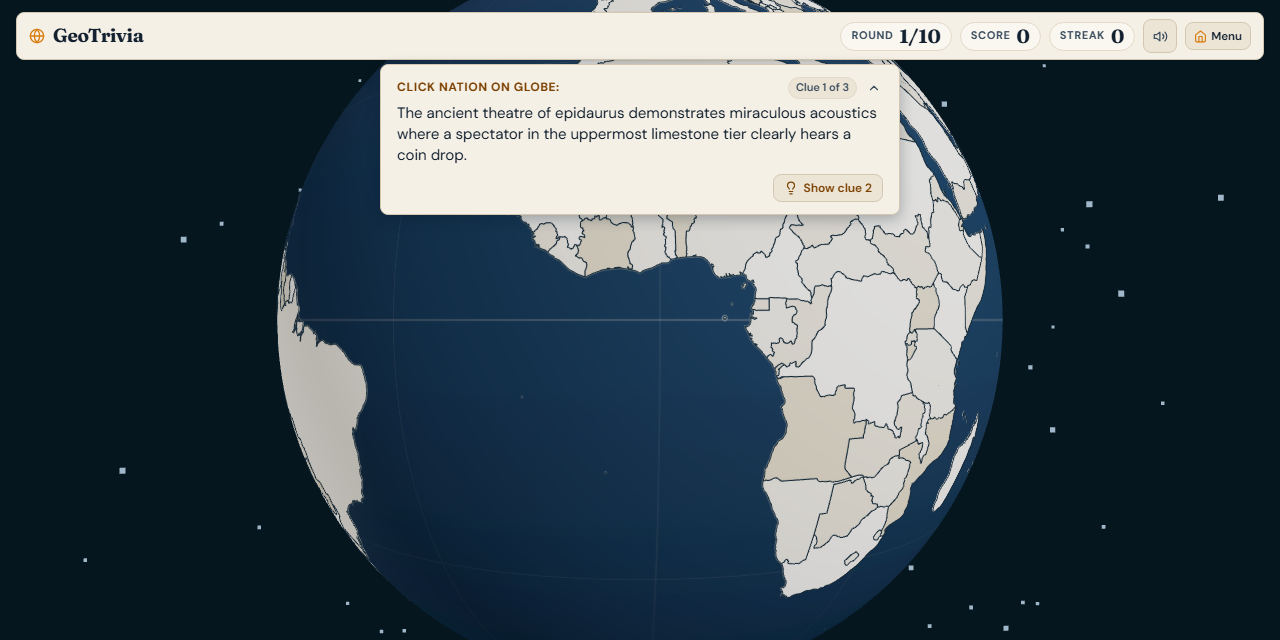 GeoTrivia
ROUND 1/10
SCORE 0
STREAK 0
Menu
CLICK NATION ON GLOBE:
Clue 1 of 3
The ancient theatre of epidaurus demonstrates miraculous acoustics
where a spectator in the uppermost limestone tier clearly hears a
coin drop.
Show clue 2